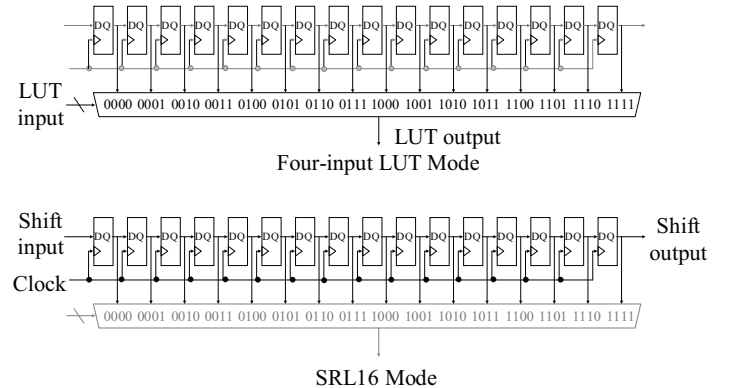 DQ DQ DQ DQ DQ DQ DQ DQ DQ DQ DQ DQ DQ DQ DQ DQ
LUT
input
0000 0001 0010 0011 0100 0101 0110 0111 1000 1001 1010 1011 1100 1101 1110 1111
LUT output
Four-input LUT Mode
Shift
input
DQ DQ DQ DQ DQ DQ DQ DQ DQ DQ DQ DQ DQ DQ DQ DQ
Shift
output
Clock
0000 0001 0010 0011 0100 0101 0110 0111 1000 1001 1010 1011 1100 1101 1110 1111
SRL16 Mode